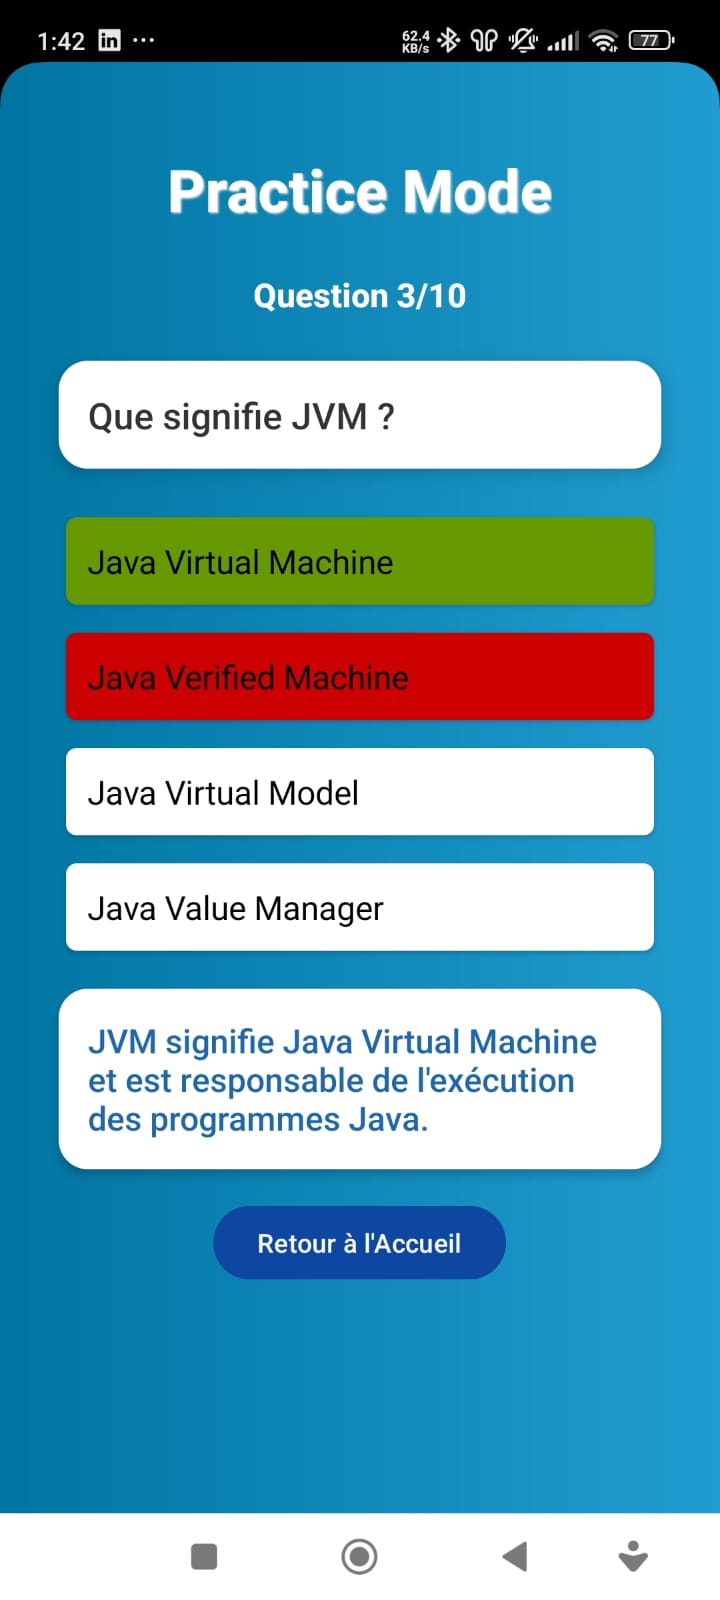 1:42 in ...
62.4
KB/s
77
Practice Mode
Question 3/10
Que signifie JVM ?
Java Virtual Machine
Java Verified Machine
Java Virtual Model
Java Value Manager
JVM signifie Java Virtual Machine
et est responsable de l'exécution
des programmes Java.
Retour à l'Accueil